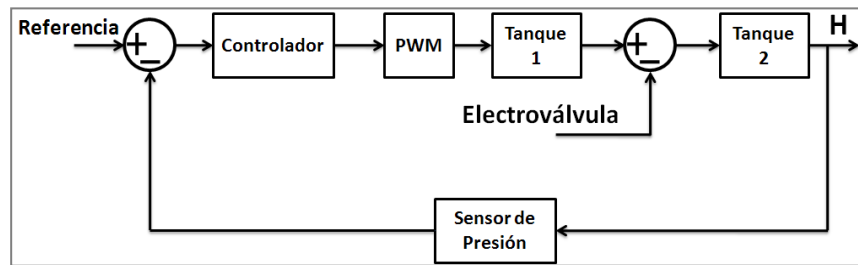 Referencia
+
−
Controlador
PWM
Tanque
1
+
−
Tanque
2
H
Electroválvula
Sensor de
Presión